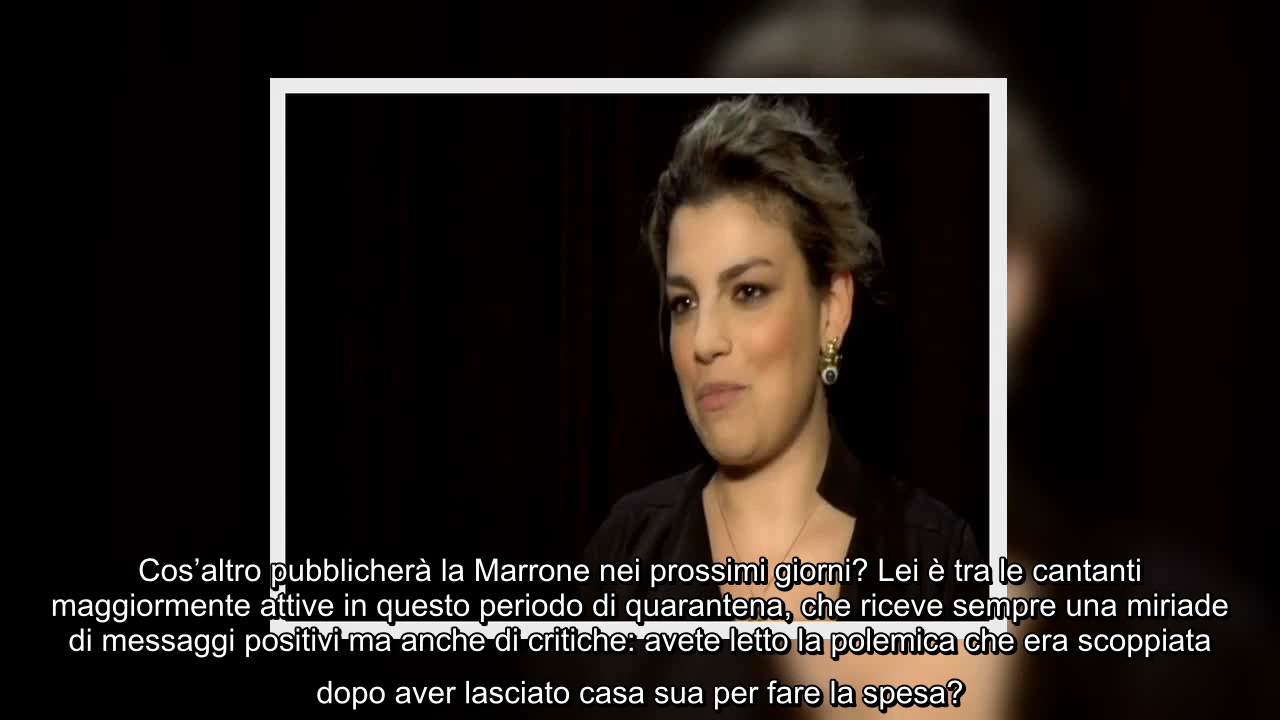 Cos’altro pubblicherà la Marrone nei prossimi giorni? Lei è tra le cantanti
maggiormente attive in questo periodo di quarantena, che riceve sempre una miriade
di messaggi positivi ma anche di critiche: avete letto la polemica che era scoppiata
dopo aver lasciato casa sua per fare la spesa?